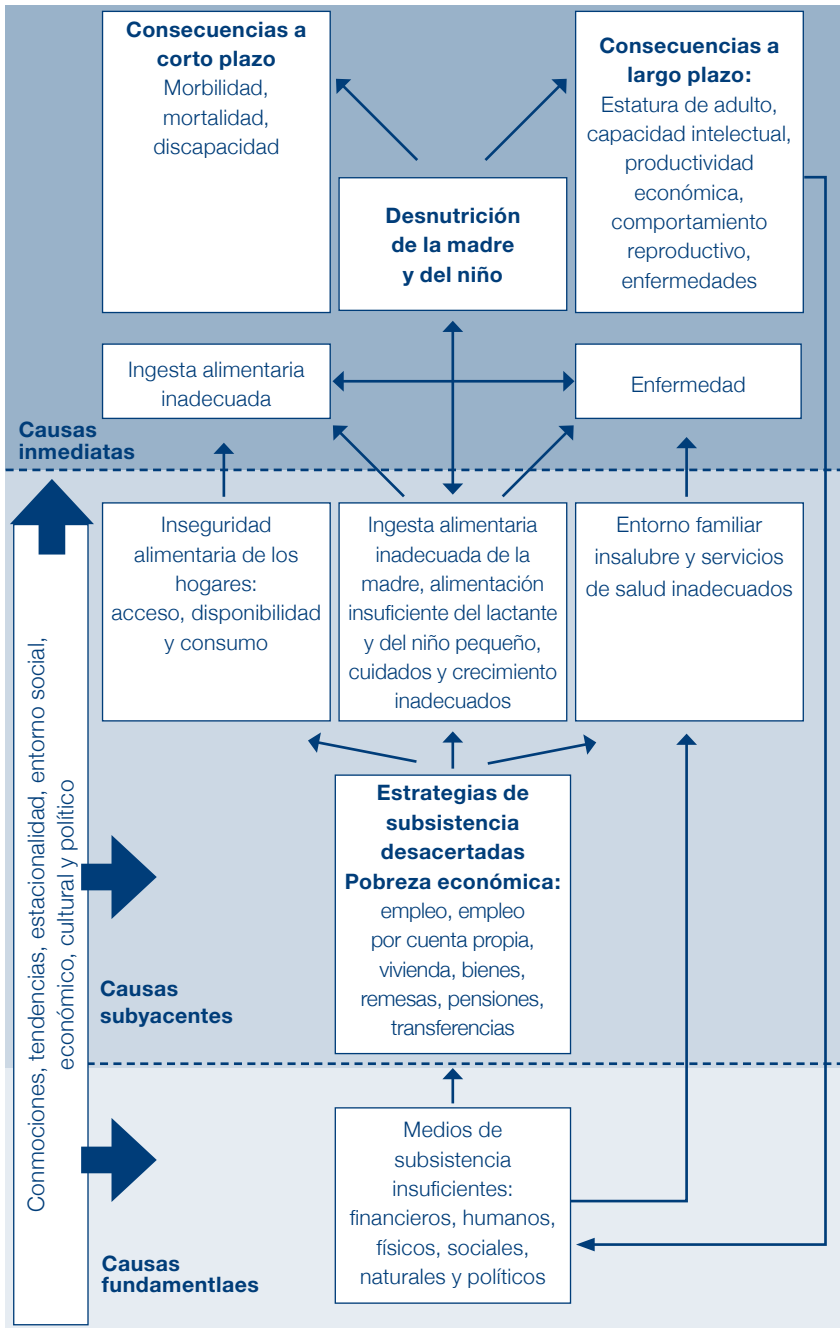 Consecuencias a
corto plazo
Morbilidad,
mortalidad,
discapacidad
Consecuencias a
largo plazo:
Estatura de adulto,
capacidad intelectual,
productividad
económica,
comportamiento
reproductivo,
enfermedades
Desnutrición
de la madre
y del niño
Ingesta alimentaria
inadecuada
Enfermedad
Causas
inmediatas
Inseguridad
alimentaria de los
hogares:
acceso, disponibilidad
y consumo
Ingesta alimentaria
inadecuada de la
madre, alimentación
insuficiente del lactante
y del niño pequeño,
cuidados y crecimiento
inadecuados
Entorno familiar
insalubre y servicios
de salud inadecuados
Conmociones, tendencias, estacionalidad, entorno social,
económico, cultural y político
Estrategias de
subsistencia
desacertadas
Pobreza económica:
empleo, empleo
por cuenta propia,
vivienda, bienes,
remesas, pensiones,
transferencias
Causas
subyacentes
Medios de
subsistencia
insuficientes:
financieros, humanos,
físicos, sociales,
naturales y políticos
Causas
fundamentlaes